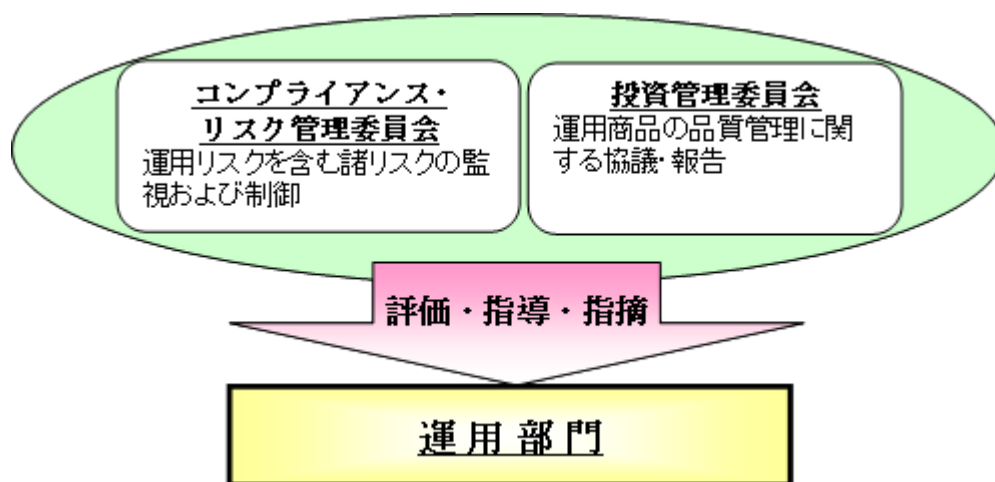 コンプライアンス・
リスク管理委員会
運用リスクを含む諸リスクの監
視および制御
投資管理委員会
運用商品の品質管理に関
する協議・報告
評価・指導・指摘
運用部門